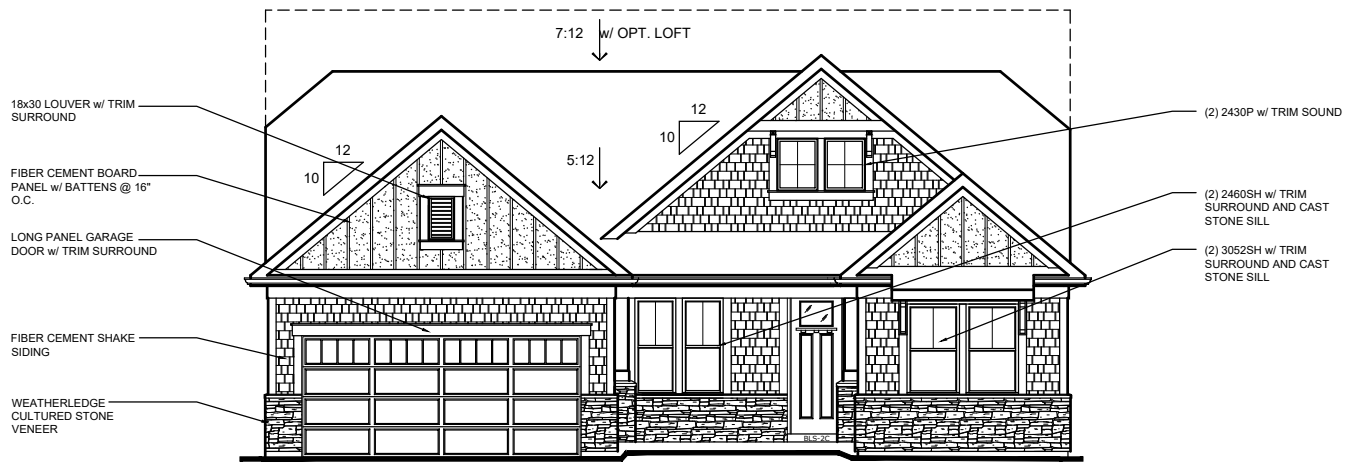 7:12 w/ OPT. LOFT
18x30 LOUVER w/ TRIM
SURROUND
12
10
(2) 2430P w/ TRIM SOUND
12
10
5:12
FIBER CEMENT BOARD
PANEL w/ BATTENS @ 16"
O.C.
(2) 2460SH w/ TRIM
SURROUND AND CAST
STONE SILL
LONG PANEL GARAGE
DOOR w/ TRIM SURROUND
(2) 3052SH w/ TRIM
SURROUND AND CAST
STONE SILL
FIBER CEMENT SHAKE
SIDING
WEATHERLEDGE
CULTURED STONE
VENEER
BLS-2C